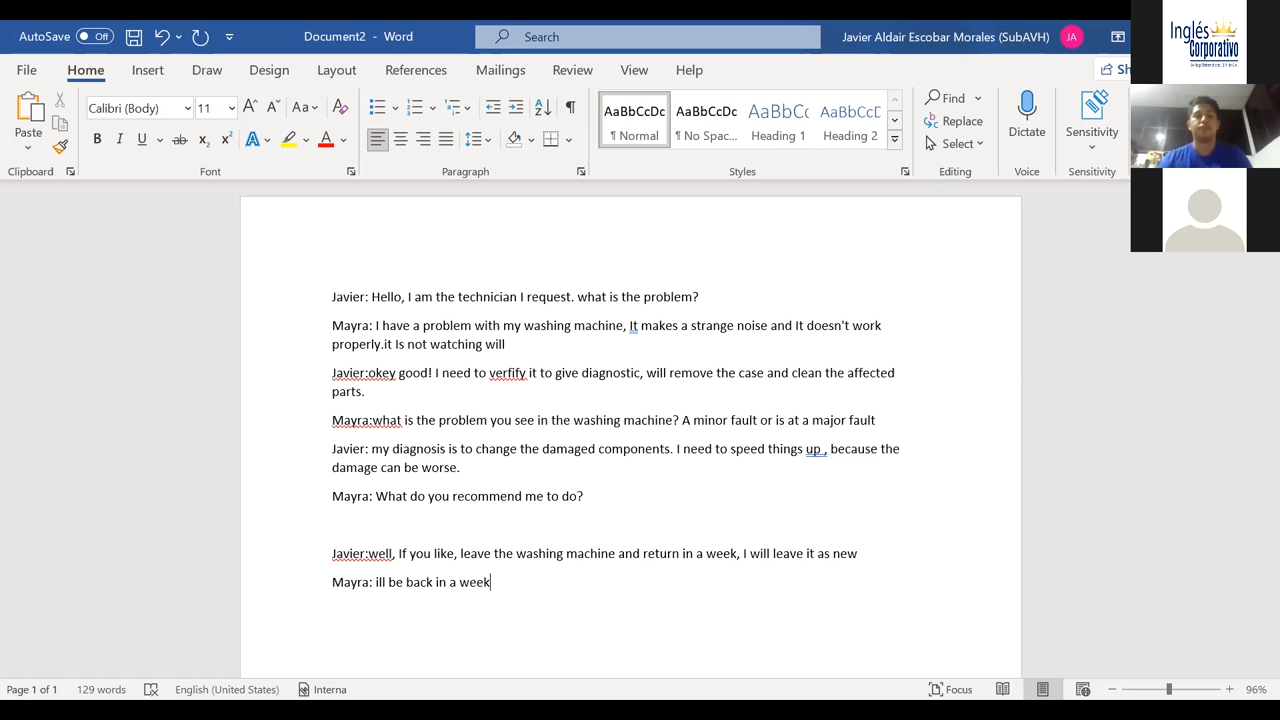 AutoSave Off Document2 - Word Search Javier Aldair Escobar Morales (SubAVH) JA
Inglés
Corporativo
File Home Insert Draw Design Layout References Mailings Review View Help Sh
Calibri (Body) 11 Aa AaBbCcDc AaBbCcDc AaBbCc AaBbCcD Find
Paste Replace Dictate Sensitivity
B I U ab x₂ x² A A ¶ Normal ¶ No Spac... Heading 1 Heading 2 Select
Clipboard Font Paragraph Styles Editing Voice Sensitivity
Javier: Hello, I am the technician I request. what is the problem?
Mayra: I have a problem with my washing machine, It makes a strange noise and It doesn't work
properly.it Is not watching will
Javier:okey good! I need to verfify it to give diagnostic, will remove the case and clean the affected
parts.
Mayra:what is the problem you see in the washing machine? A minor fault or is at a major fault
Javier: my diagnosis is to change the damaged components. I need to speed things up , because the
damage can be worse.
Mayra: What do you recommend me to do?
Javier:well, If you like, leave the washing machine and return in a week, I will leave it as new
Mayra: ill be back in a week
Page 1 of 1 129 words English (United States) Interna Focus 96%